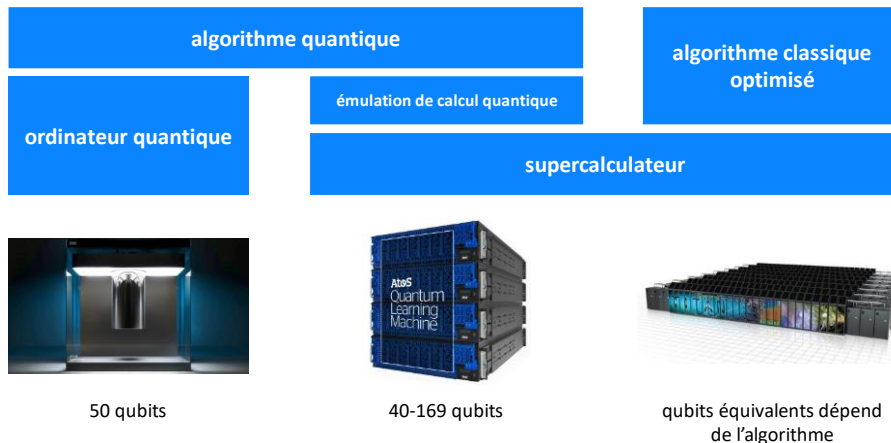 algorithme quantique
algorithme classique
optimisé
émulation de calcul quantique
ordinateur quantique
supercalculateur
Atos
Quantum
Learning
Machine
50 qubits
40-169 qubits
qubits équivalents dépend
de l’algorithme